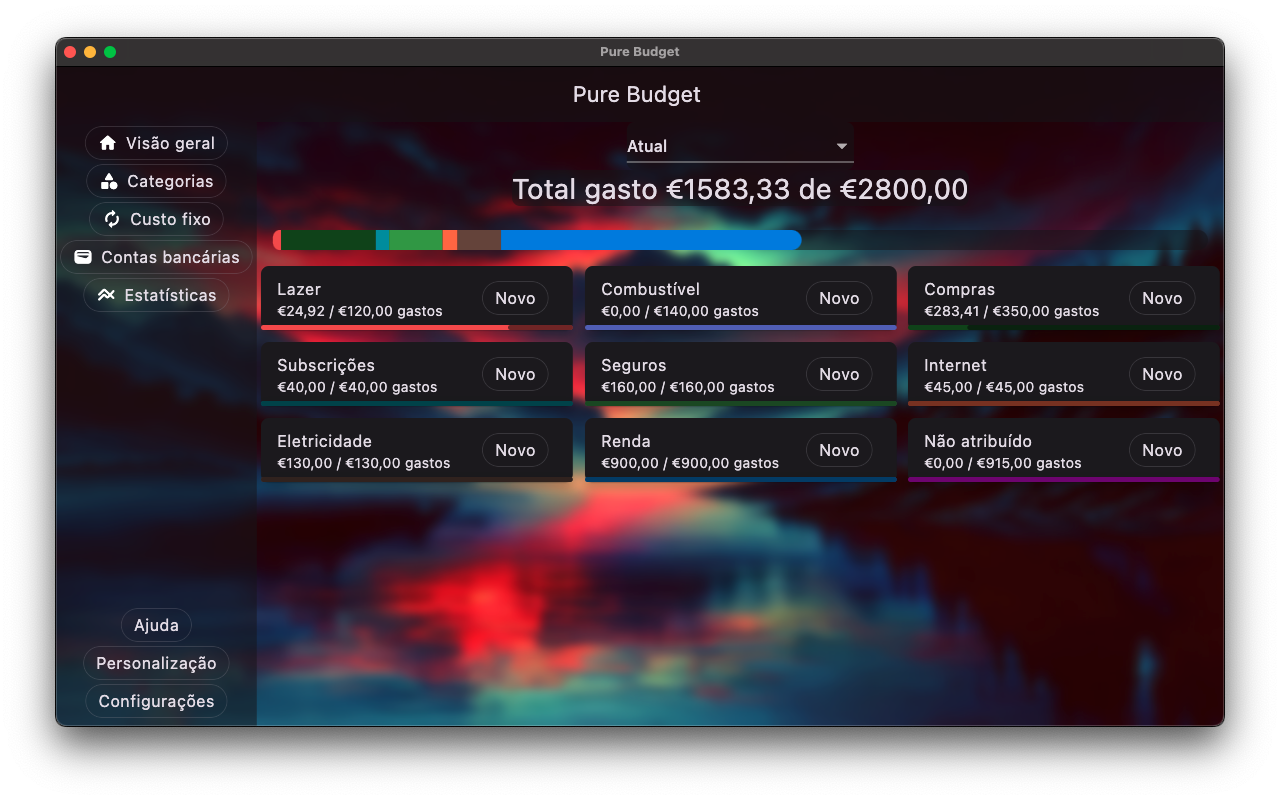 Pure Budget
Pure Budget
Visão geral
Categorias
Custo fixo
Contas bancárias
Estatísticas
Ajuda
Personalização
Configurações
Atual
Total gasto €1583,33 de €2800,00
Lazer
€24,92 / €120,00 gastos
Novo
Combustível
€0,00 / €140,00 gastos
Novo
Compras
€283,41 / €350,00 gastos
Novo
Subscrições
€40,00 / €40,00 gastos
Novo
Seguros
€160,00 / €160,00 gastos
Novo
Internet
€45,00 / €45,00 gastos
Novo
Eletricidade
€130,00 / €130,00 gastos
Novo
Renda
€900,00 / €900,00 gastos
Novo
Não atribuído
€0,00 / €915,00 gastos
Novo